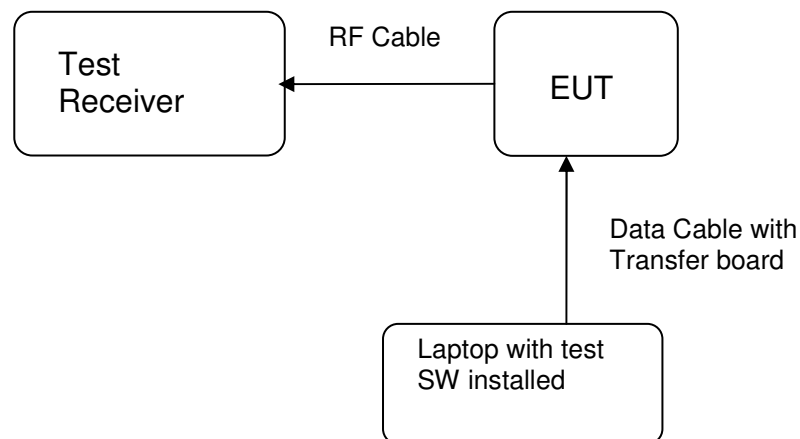 RF Cable
Test
Receiver
EUT
Data Cable with
Transfer board
Laptop with test
SW installed